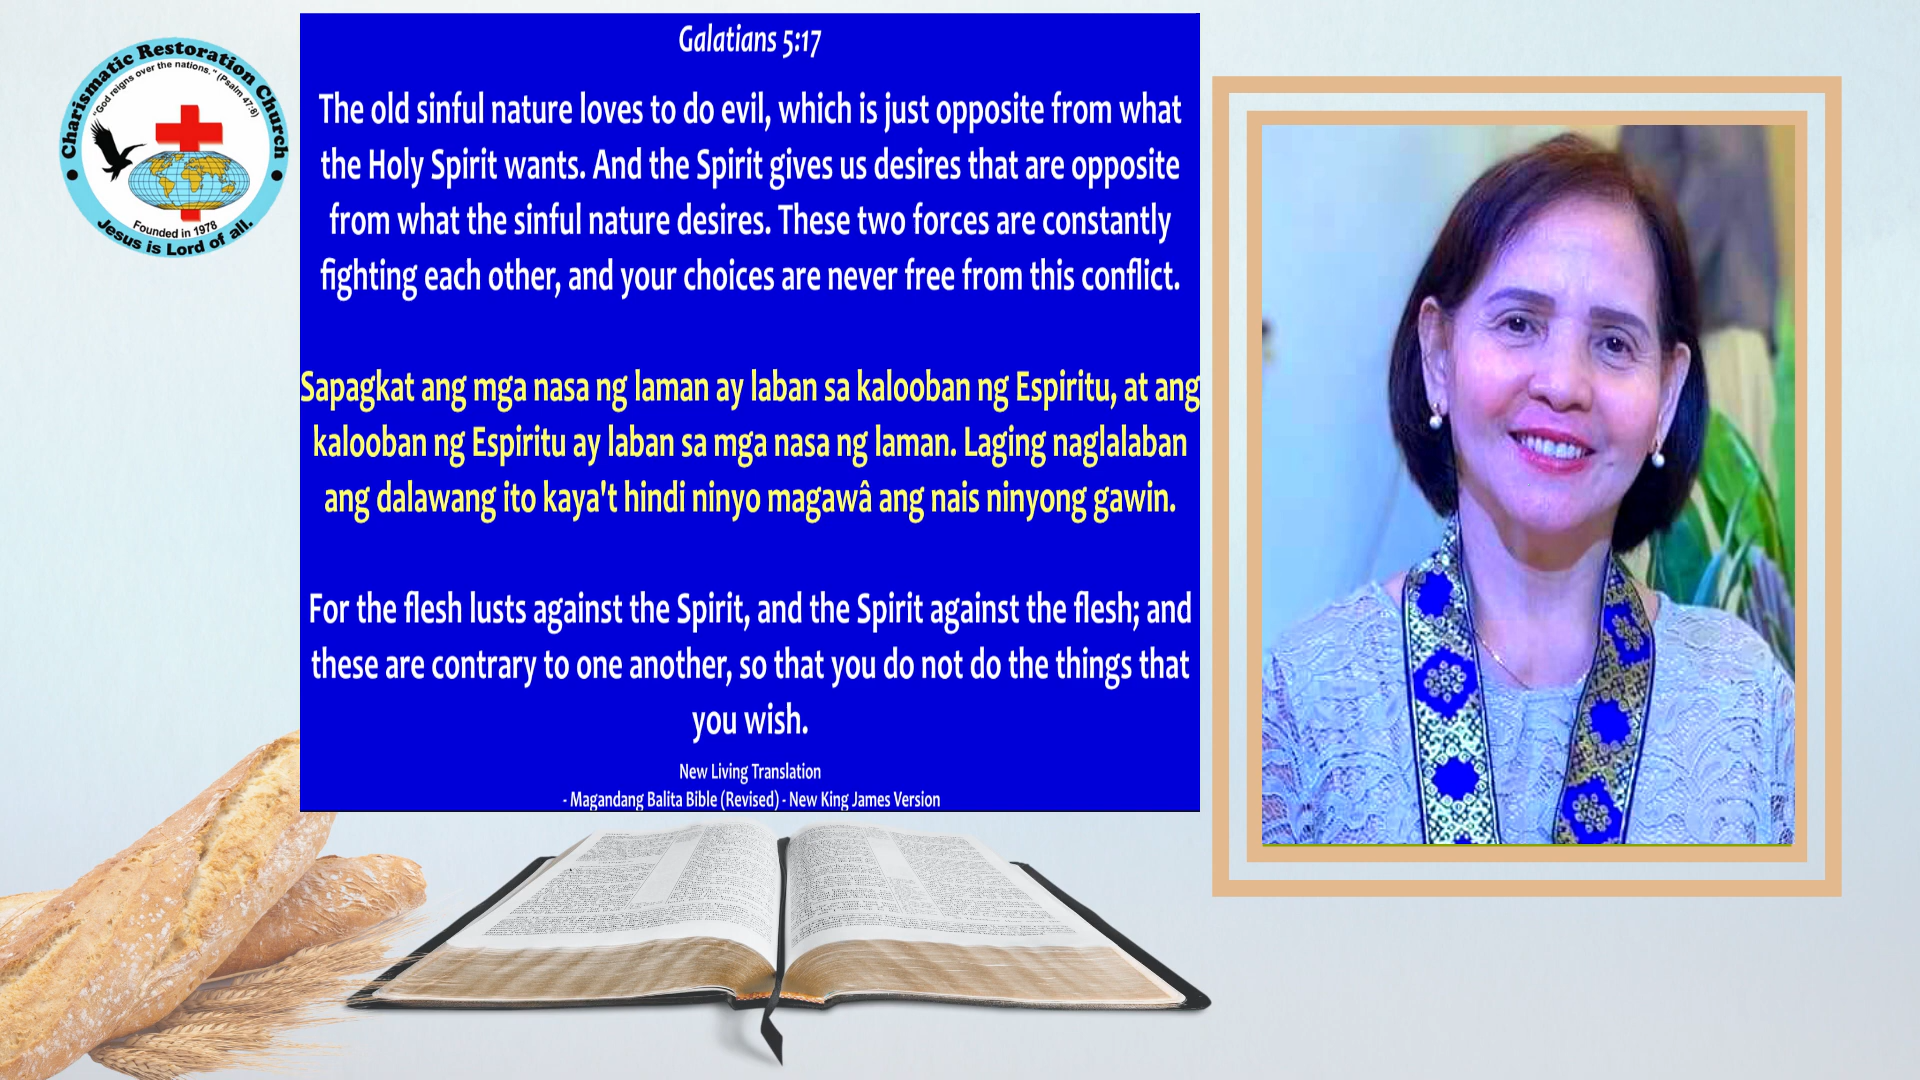 Charismatic Restoration Church
"God reigns over the nations." (Psalm 47:8)
Founded in 1978
Jesus is Lord of all.
Galatians 5:17
The old sinful nature loves to do evil, which is just opposite from what
the Holy Spirit wants. And the Spirit gives us desires that are opposite
from what the sinful nature desires. These two forces are constantly
fighting each other, and your choices are never free from this conflict.
Sapagkat ang mga nasa ng laman ay laban sa kalooban ng Espiritu, at ang
kalooban ng Espiritu ay laban sa mga nasa ng laman. Laging naglalaban
ang dalawang ito kaya't hindi ninyo magawâ ang nais ninyong gawin.
For the flesh lusts against the Spirit, and the Spirit against the flesh; and
these are contrary to one another, so that you do not do the things that
you wish.
New Living Translation
- Magandang Balita Bible (Revised) - New King James Version